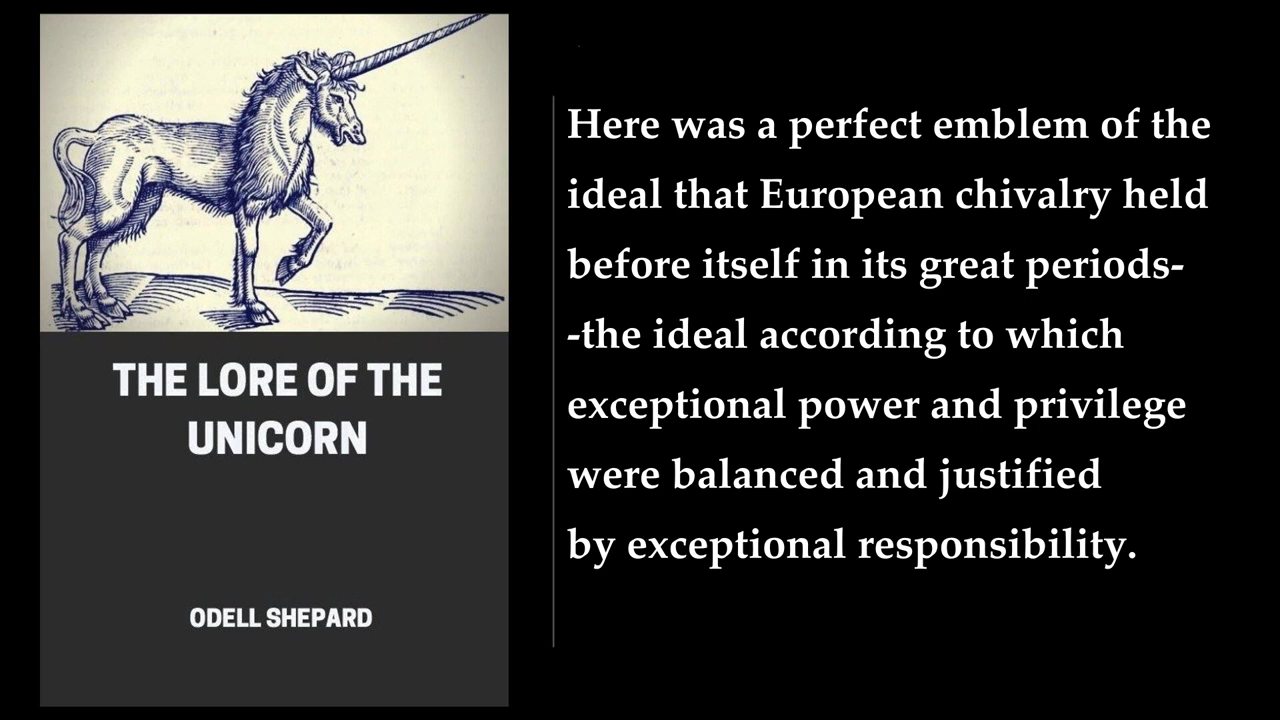 THE LORE OF THE
UNICORN
ODELL SHEPARD
Here was a perfect emblem of the
ideal that European chivalry held
before itself in its great periods-
-the ideal according to which
exceptional power and privilege
were balanced and justified
by exceptional responsibility.